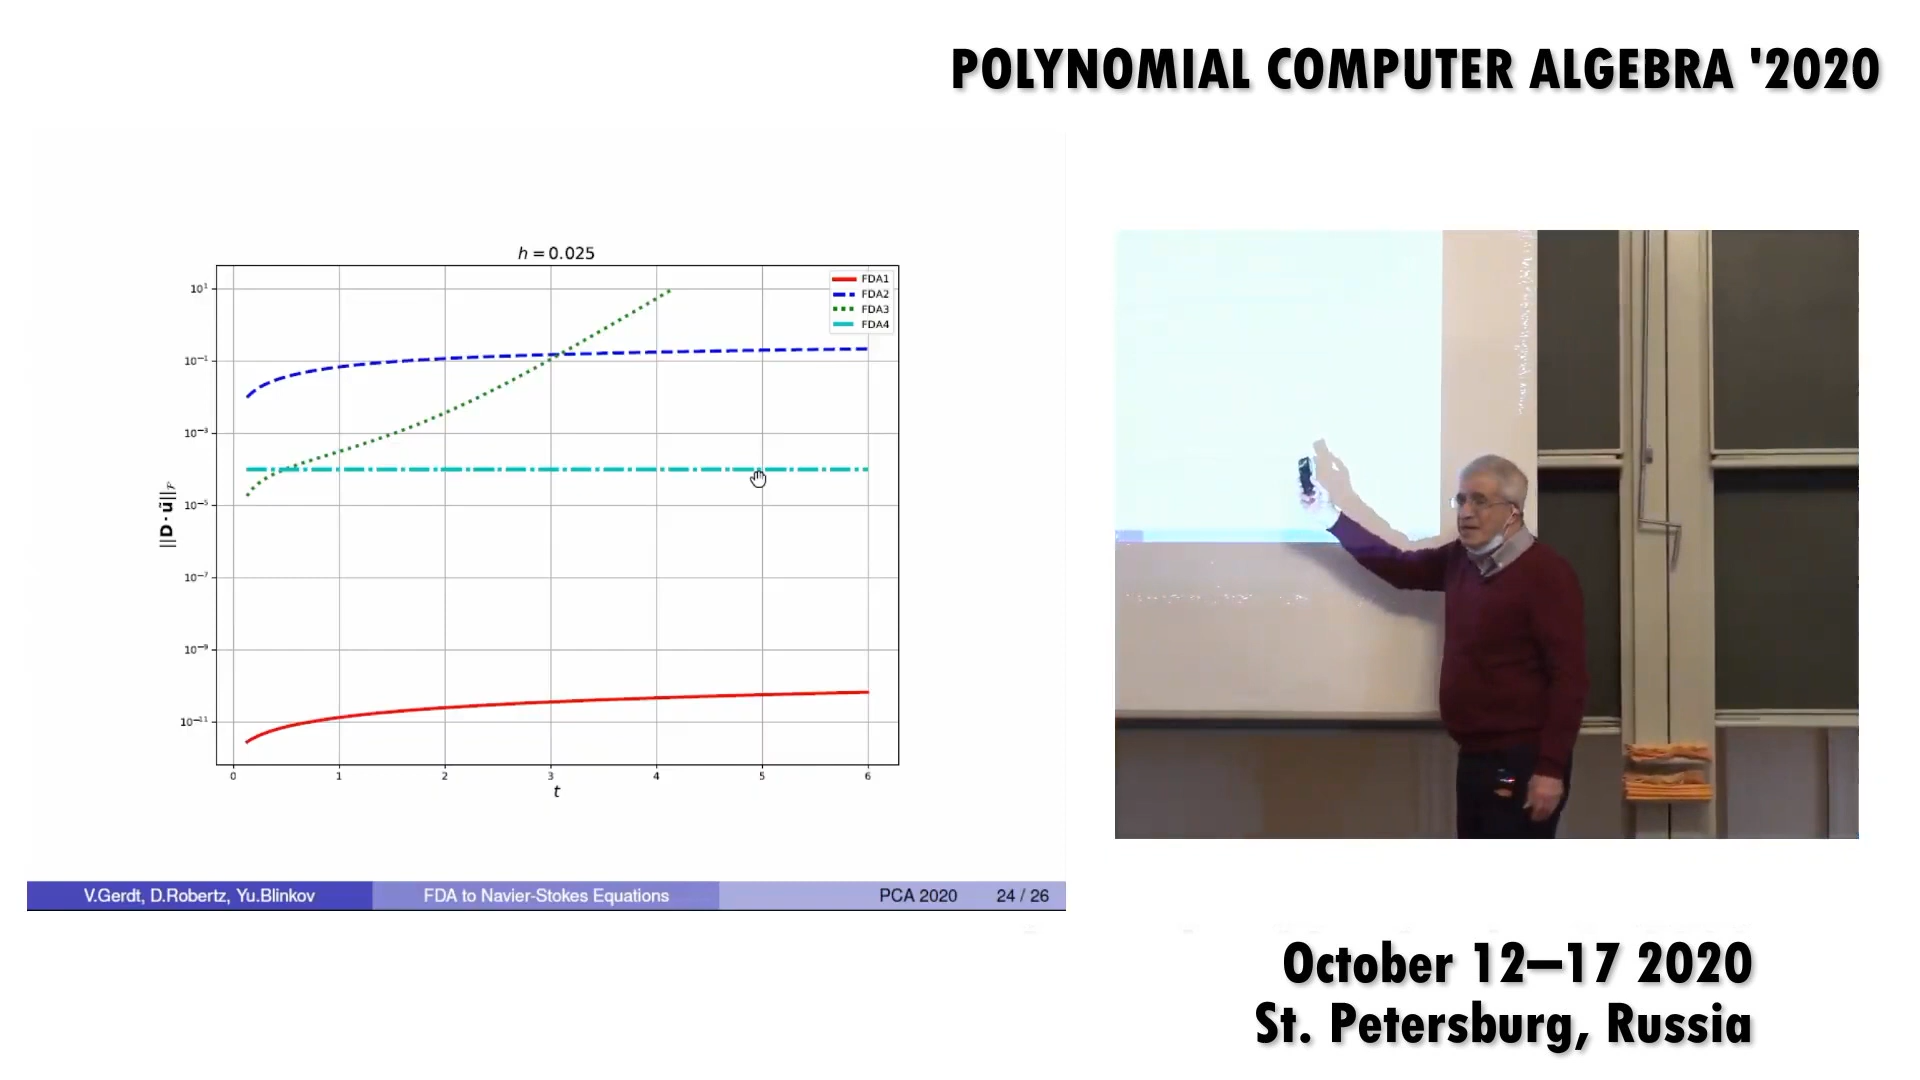 POLYNOMIAL COMPUTER ALGEBRA '2020
h = 0.025
FDA1
FDA2
FDA3
FDA4
10¹
10⁻¹
10⁻³
10⁻⁵
10⁻⁷
10⁻⁹
10⁻¹¹
||D · ũ||_F
0 1 2 3 4 5 6
t
V.Gerdt, D.Robertz, Yu.Blinkov FDA to Navier-Stokes Equations PCA 2020 24 / 26
October 12–17 2020
St. Petersburg, Russia